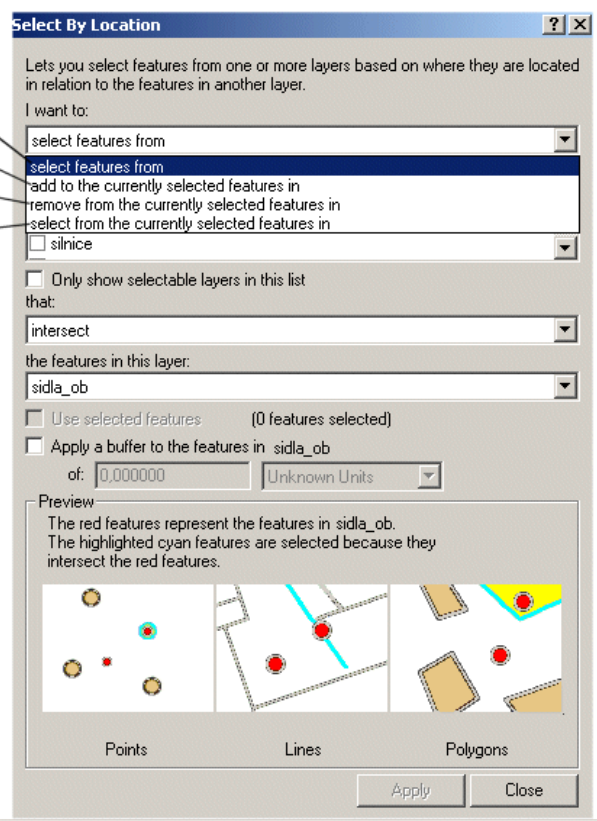 Select By Location
Lets you select features from one or more layers based on where they are located
in relation to the features in another layer.
I want to:
select features from
select features from
add to the currently selected features in
remove from the currently selected features in
select from the currently selected features in
silnice
Only show selectable layers in this list
that:
intersect
the features in this layer:
sidla_ob
Use selected features (0 features selected)
Apply a buffer to the features in sidla_ob
of: 0,000000 Unknown Units
Preview
The red features represent the features in sidla_ob.
The highlighted cyan features are selected because they
intersect the red features.
Points Lines Polygons
Apply Close